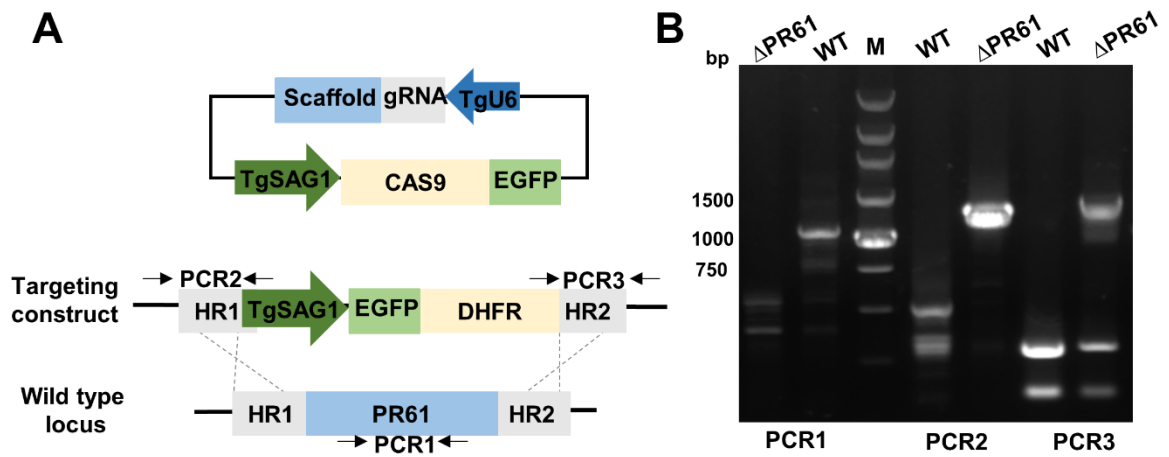 A
Scaffold gRNA TgU6
TgSAG1 CAS9 EGFP
Targeting construct
PCR2 PCR3
HR1 TgSAG1 EGFP DHFR HR2
Wild type locus
HR1 PR61 HR2
PCR1
B
bp ΔPR61 WT M WT ΔPR61 WT ΔPR61
1500
1000
750
PCR1 PCR2 PCR3